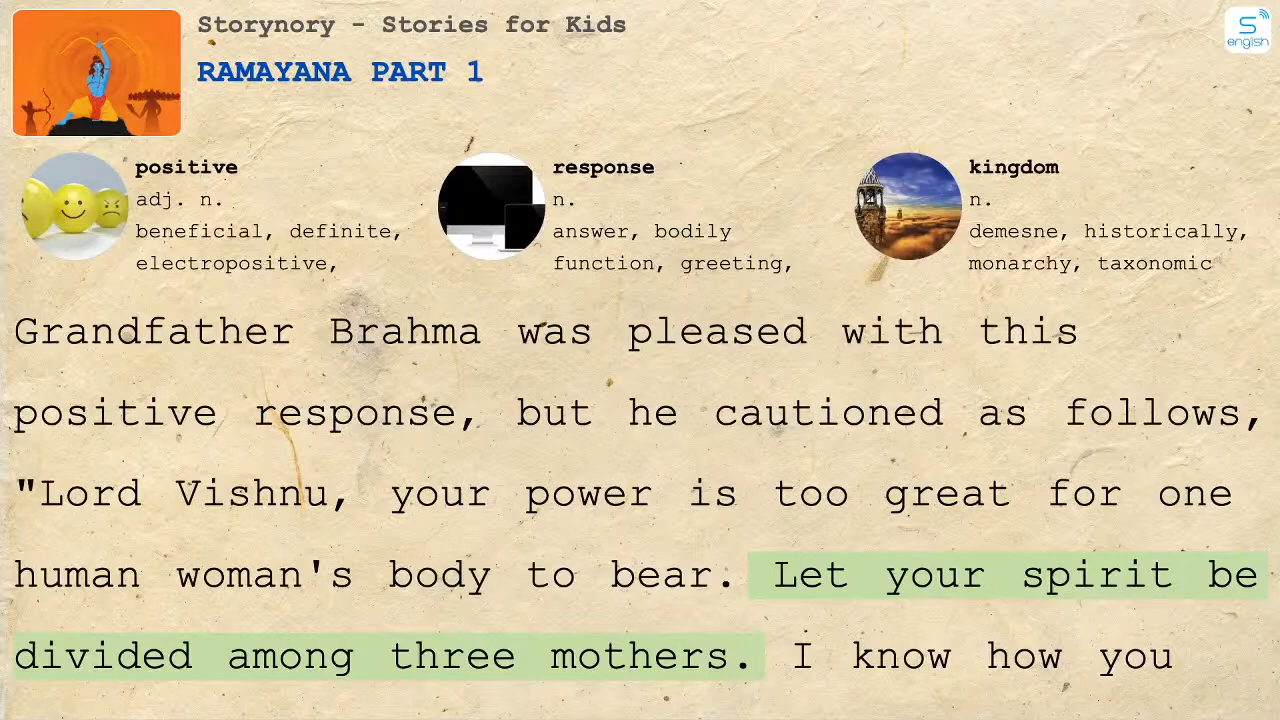 Storynory - Stories for Kids
RAMAYANA PART 1
S
english
positive
adj. n.
beneficial, definite,
electropositive,
response
n.
answer, bodily
function, greeting,
kingdom
n.
demesne, historically,
monarchy, taxonomic
Grandfather Brahma was pleased with this
positive response, but he cautioned as follows,
"Lord Vishnu, your power is too great for one
human woman's body to bear. Let your spirit be
divided among three mothers. I know how you